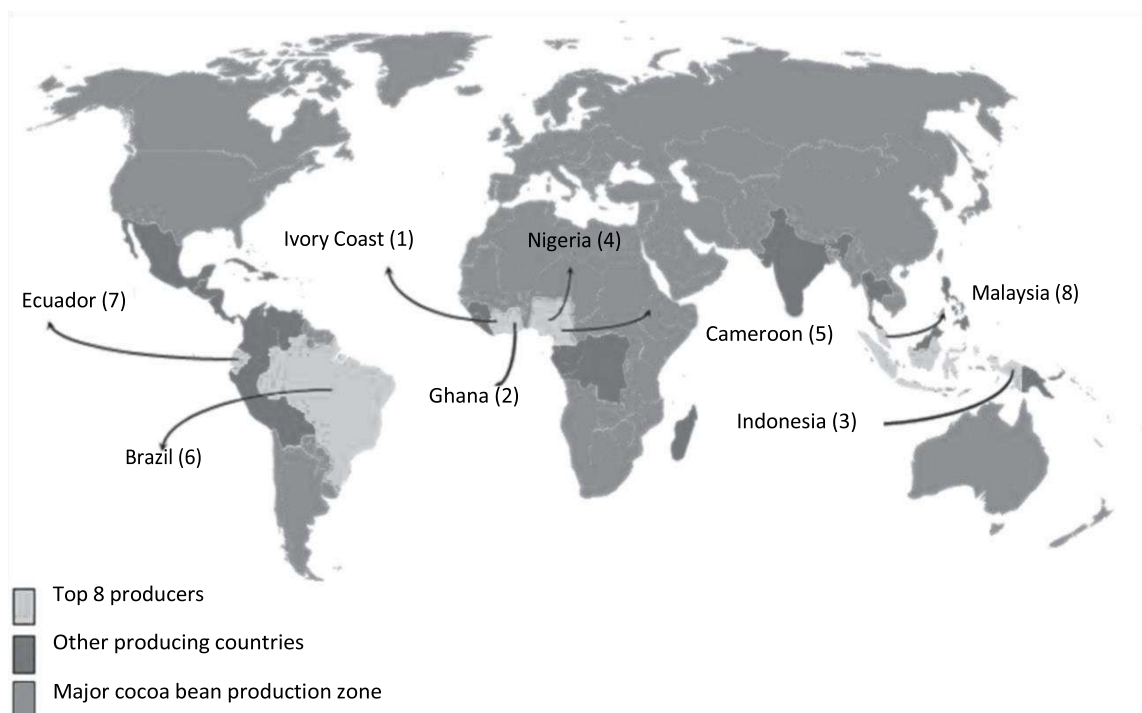 Ivory Coast (1)
Nigeria (4)
Ecuador (7)
Malaysia (8)
Cameroon (5)
Ghana (2)
Indonesia (3)
Brazil (6)
Top 8 producers
Other producing countries
Major cocoa bean production zone